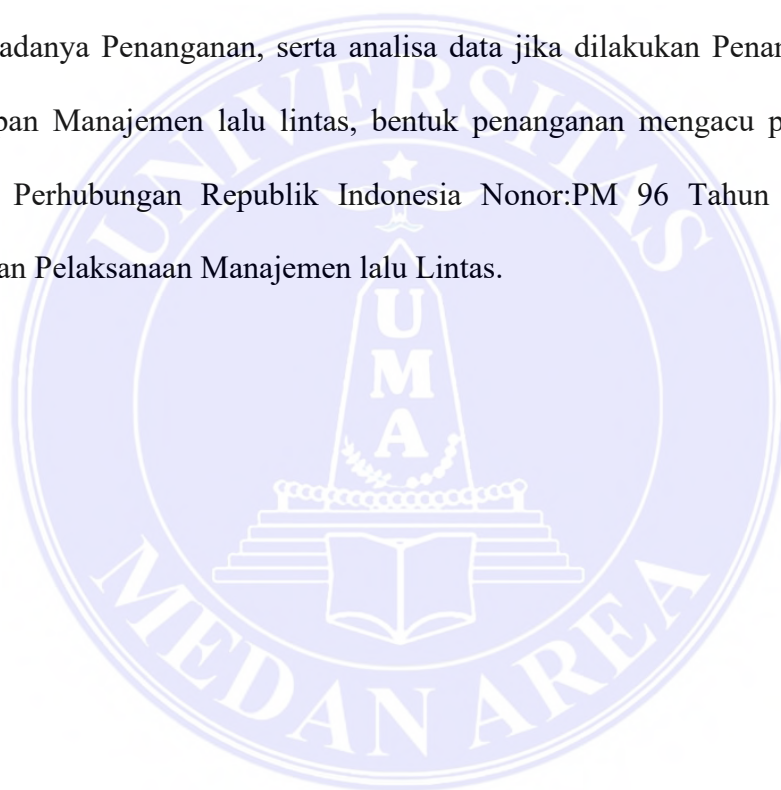 adanya Penanganan, serta analisa data jika dilakukan Penan
pan Manajemen lalu lintas, bentuk penanganan mengacu p
Perhubungan Republik Indonesia Nonor:PM 96 Tahun
an Pelaksanaan Manajemen lalu Lintas.
UNIVERSITAS
UMA
MEDAN AREA